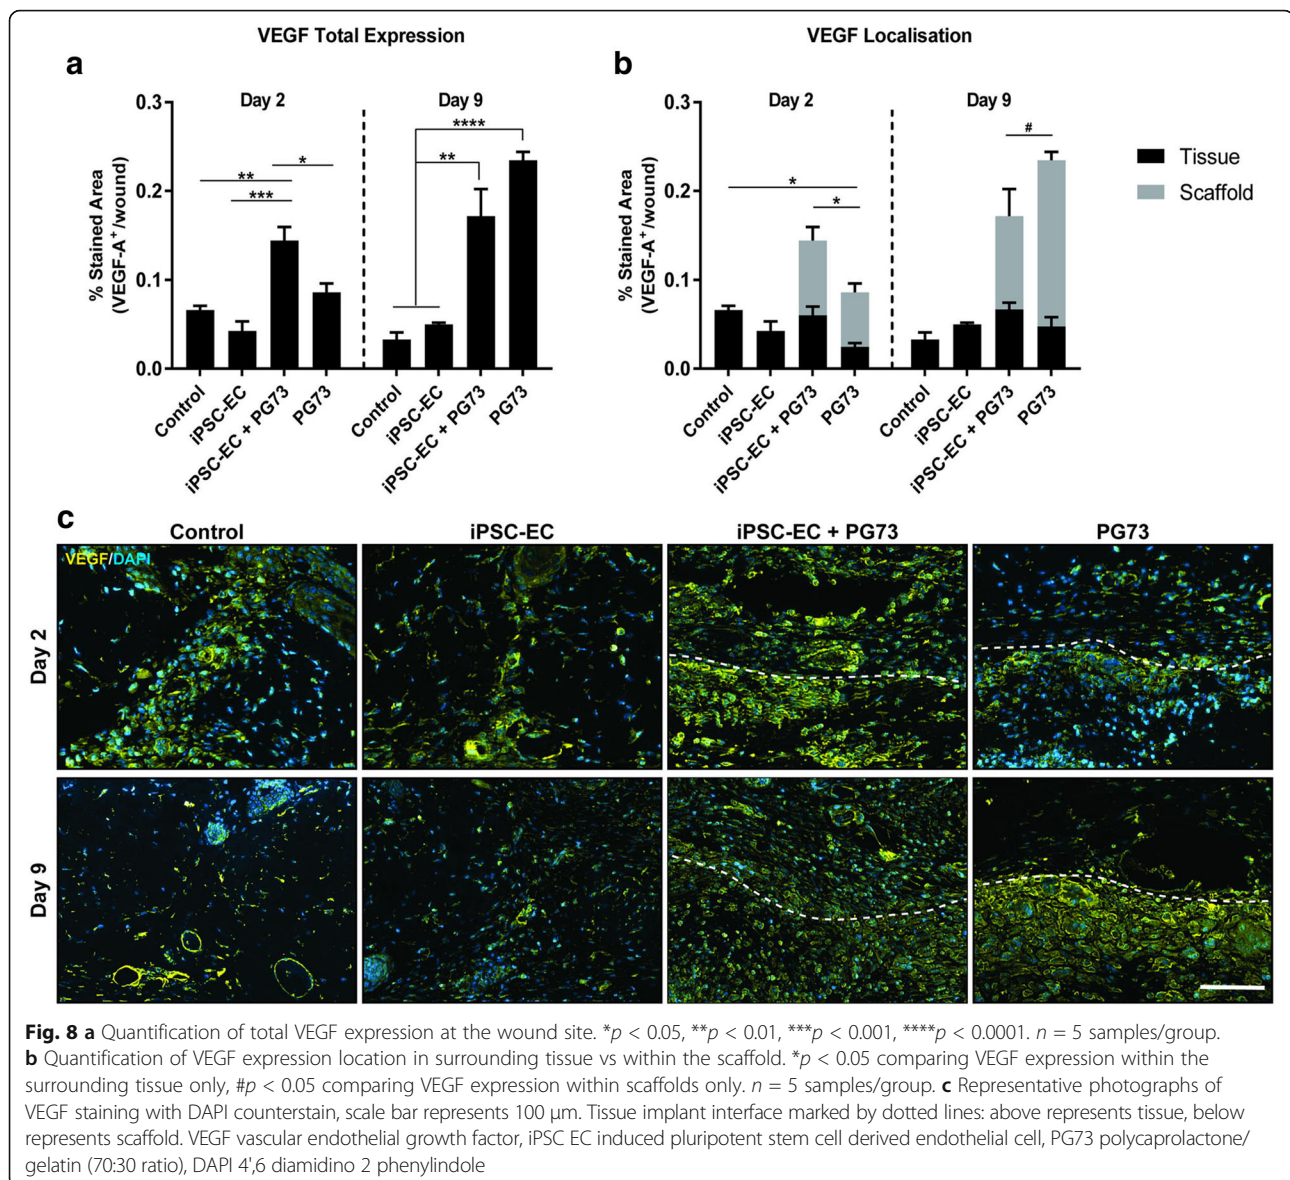 VEGF Total Expression
a
Day 2
Day 9
% Stained Area
(VEGF-A⁺/wound)
0.3
0.2
0.1
0.0
**
***
*
**
****
Control
iPSC-EC
iPSC-EC + PG73
PG73
Control
iPSC-EC
iPSC-EC + PG73
PG73
VEGF Localisation
b
Day 2
Day 9
% Stained Area
(VEGF-A⁺/wound)
0.3
0.2
0.1
0.0
*
*
#
Control
iPSC-EC
iPSC-EC + PG73
PG73
Control
iPSC-EC
iPSC-EC + PG73
PG73
Tissue
Scaffold
c
Control
iPSC-EC
iPSC-EC + PG73
PG73
VEGF/DAPI
Day 2
Day 9
Fig. 8 a Quantification of total VEGF expression at the wound site. *p < 0.05, **p < 0.01, ***p < 0.001, ****p < 0.0001. n = 5 samples/group.
b Quantification of VEGF expression location in surrounding tissue vs within the scaffold. *p < 0.05 comparing VEGF expression within the
surrounding tissue only, #p < 0.05 comparing VEGF expression within scaffolds only. n = 5 samples/group. c Representative photographs of
VEGF staining with DAPI counterstain, scale bar represents 100 μm. Tissue implant interface marked by dotted lines: above represents tissue, below
represents scaffold. VEGF vascular endothelial growth factor, iPSC EC induced pluripotent stem cell derived endothelial cell, PG73 polycaprolactone/
gelatin (70:30 ratio), DAPI 4',6 diamidino 2 phenylindole